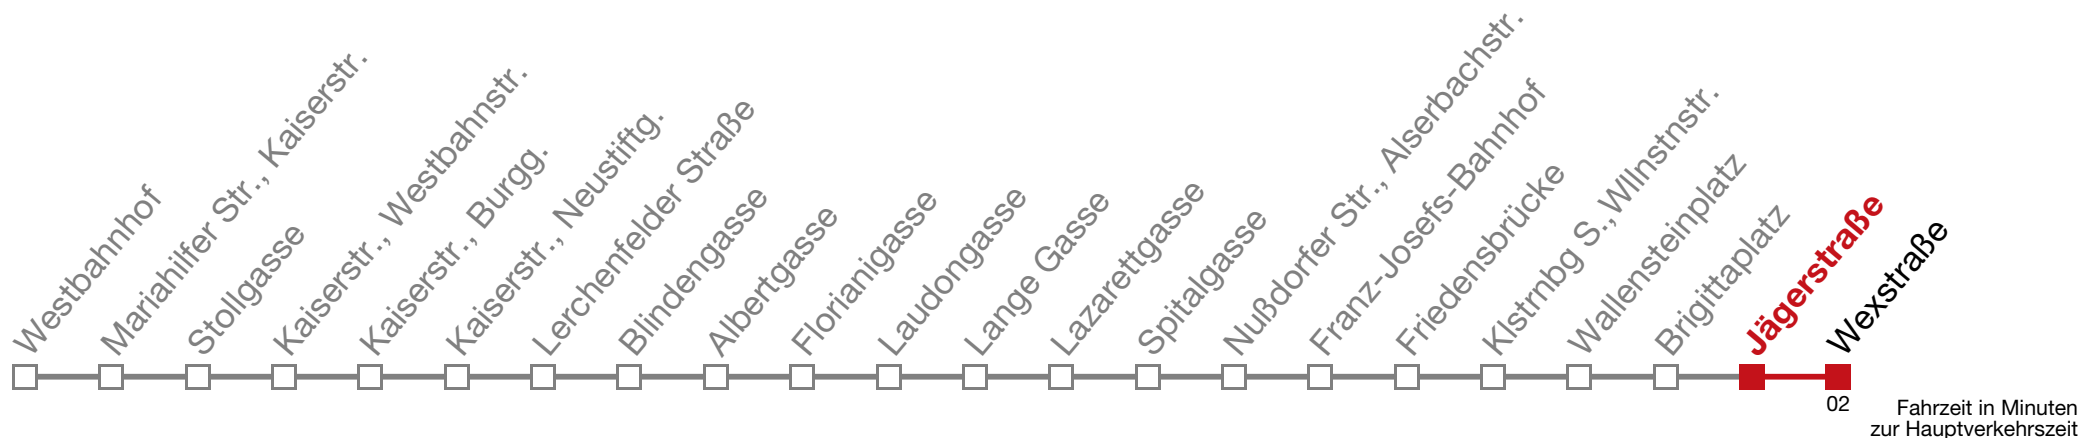 Westbahnhof
Mariahilfer Str., Kaiserstr.
Stollgasse
Kaiserstr., Westbahnstr.
Kaiserstr., Burgg.
Kaiserstr., Neustiftg.
Lerchenfelder Straße
Blindengasse
Albertgasse
Florianigasse
Laudongasse
Lange Gasse
Lazarettgasse
Spitalgasse
Nußdorfer Str., Alserbachstr.
Franz-Josefs-Bahnhof
Friedensbrücke
Klstrnbg S., Wllnstnstr.
Wallensteinplatz
Brigittaplatz
Jägerstraße
Wexstraße
02
Fahrzeit in Minuten
zur Hauptverkehrszeit